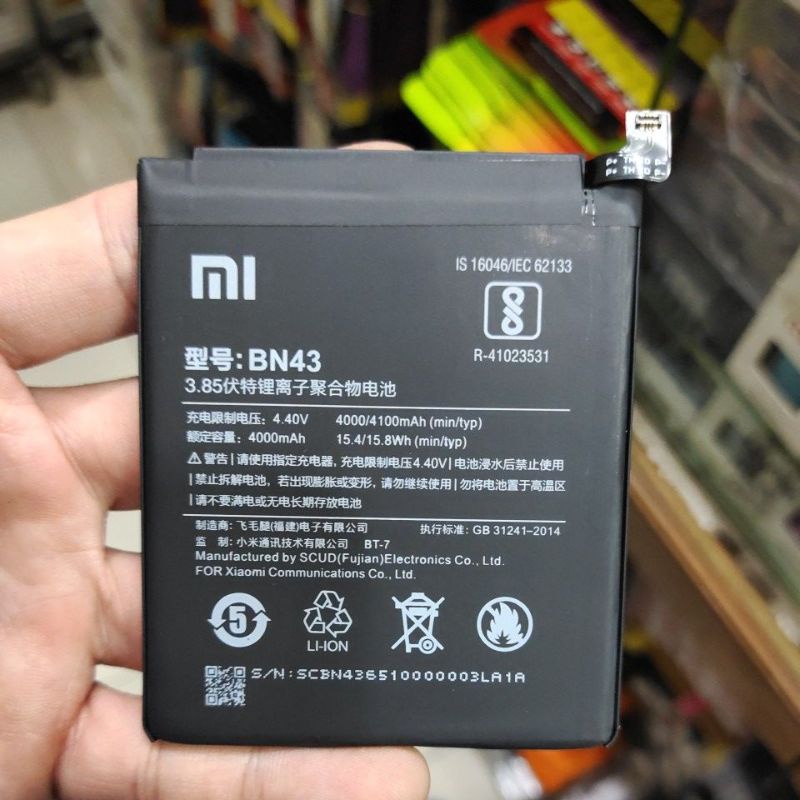 mi
IS 16046/IEC 62133
R-41023531
型号: BN43
3.85伏特锂离子聚合物电池
充电限制电压: 4.40V 4000/4100mAh (min/typ)
额定容量: 4000mAh 15.4/15.8Wh (min/typ)
警告|请使用指定充电器, 充电限制电压4.40V|电池浸水后禁止使用
|禁止拆解电池, 若出现膨胀或变形, 请勿继续使用|勿将电池置于高温区
|请不要满电或无电长期存放电池
制造商: 飞毛腿(福建)电子有限公司 执行标准: GB 31241-2014
监 制: 小米通讯技术有限公司 BT-7
Manufactured by SCUD(Fujian)Electronics Co., Ltd.
FOR Xiaomi Communications Co., Ltd.
5
LI-ION
S/N: SCBN436510000003LA1A